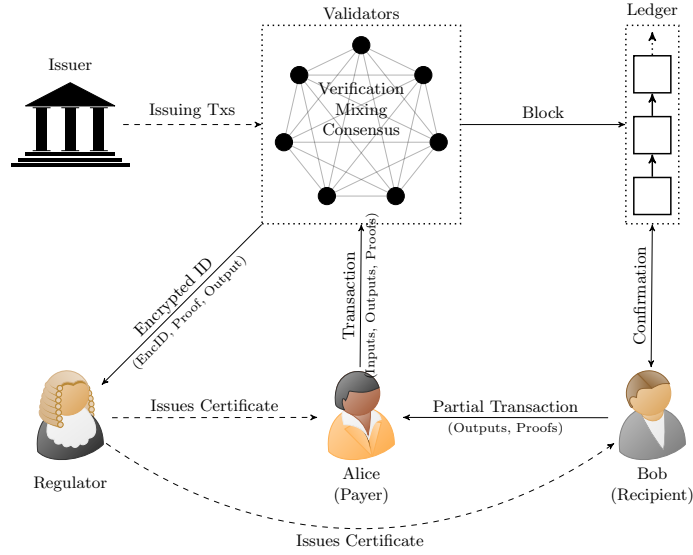 Validators
Ledger
Issuer
Verification
Mixing
Consensus
Issuing Txs
Block
Encrypted ID
(EncID, Proof, Output)
Transaction
(Inputs, Outputs, Proofs)
Confirmation
Issues Certificate
Partial Transaction
(Outputs, Proofs)
Regulator
Alice
(Payer)
Bob
(Recipient)
Issues Certificate